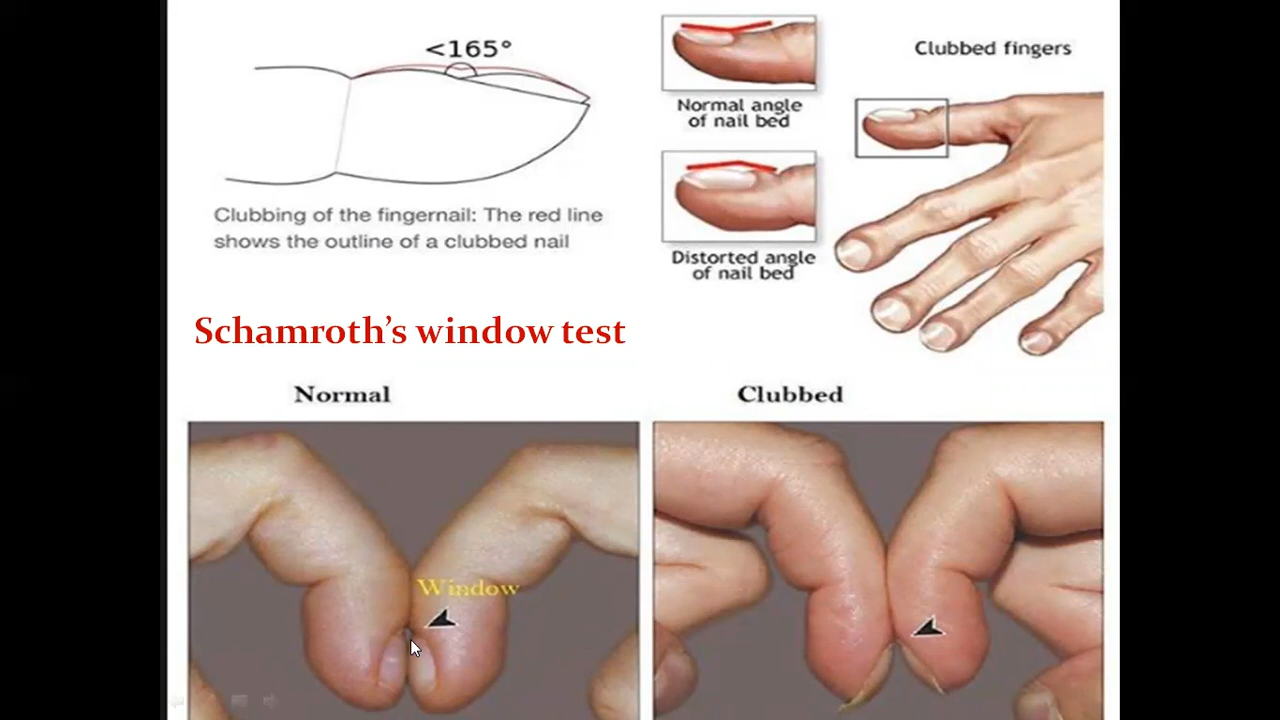 <165°
Clubbed fingers
Normal angle
of nail bed
Clubbing of the fingernail: The red line
shows the outline of a clubbed nail
Distorted angle
of nail bed
Schamroth’s window test
Normal
Clubbed
Window